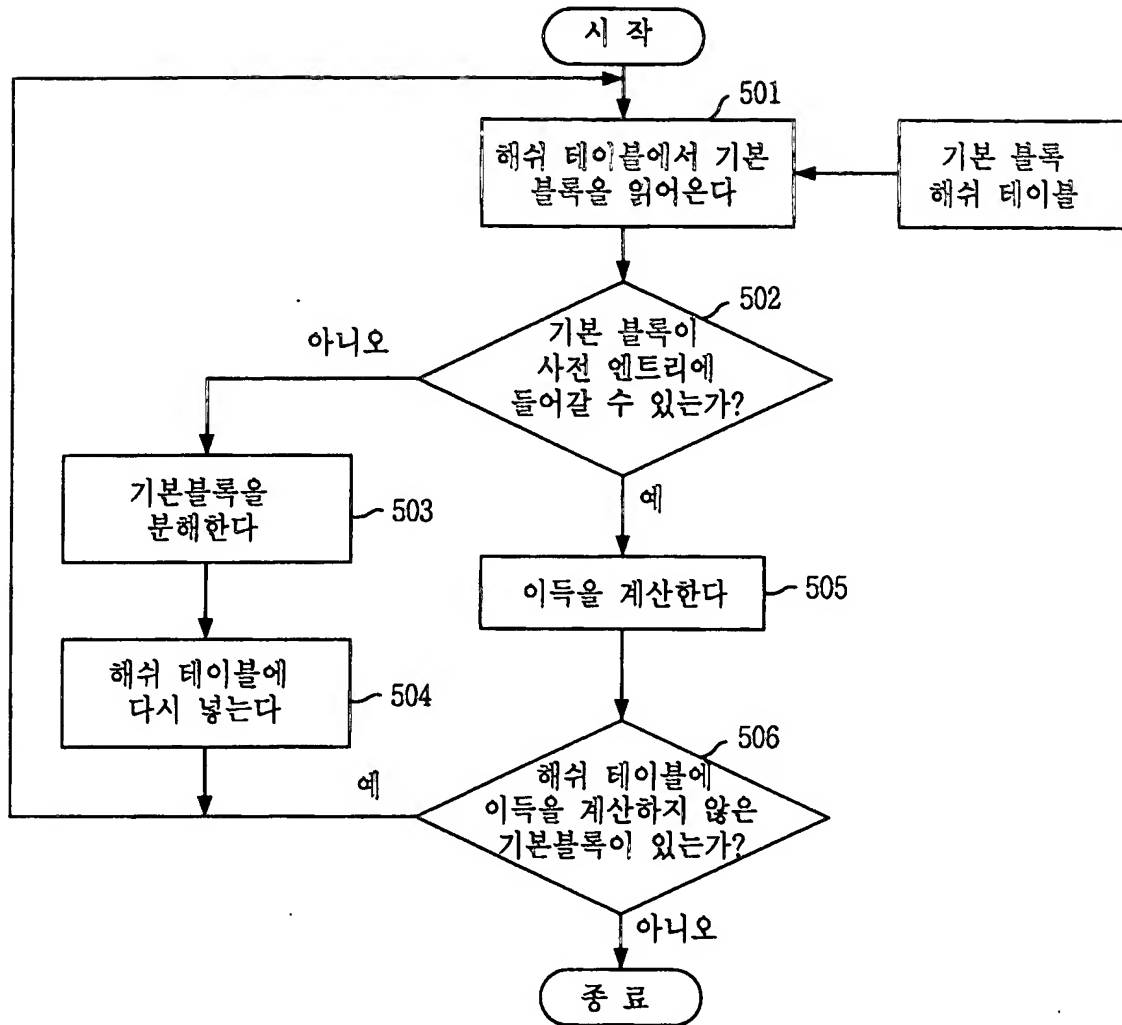 시 작
501
해쉬 테이블에서 기본
블록을 읽어온다
기본 블록
해쉬 테이블
502
기본 블록이
사전 엔트리에
들어갈 수 있는가?
아니오
예
기본블록을
분해한다
503
이득을 계산한다
505
해쉬 테이블에
다시 넣는다
504
506
해쉬 테이블에
이득을 계산하지 않은
기본블록이 있는가?
예
아니오
종 료